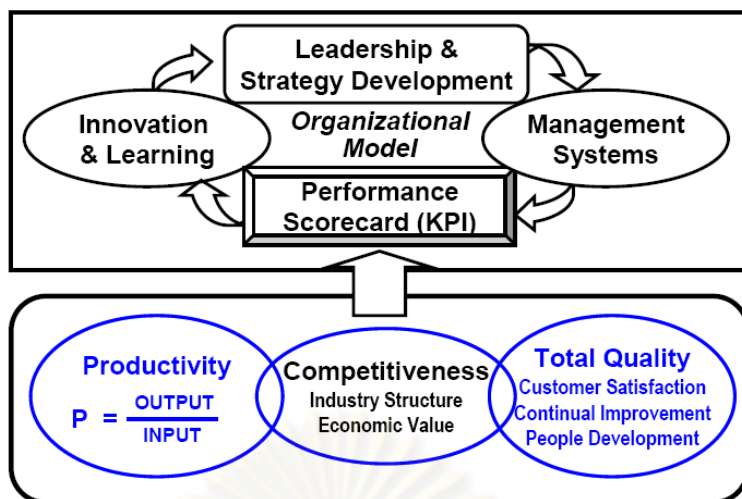 Leadership &
Strategy Development
Innovation
& Learning
Organizational
Model
Management
Systems
Performance
Scorecard (KPI)
Productivity
P = OUTPUT
INPUT
Competitiveness
Industry Structure
Economic Value
Total Quality
Customer Satisfaction
Continual Improvement
People Development